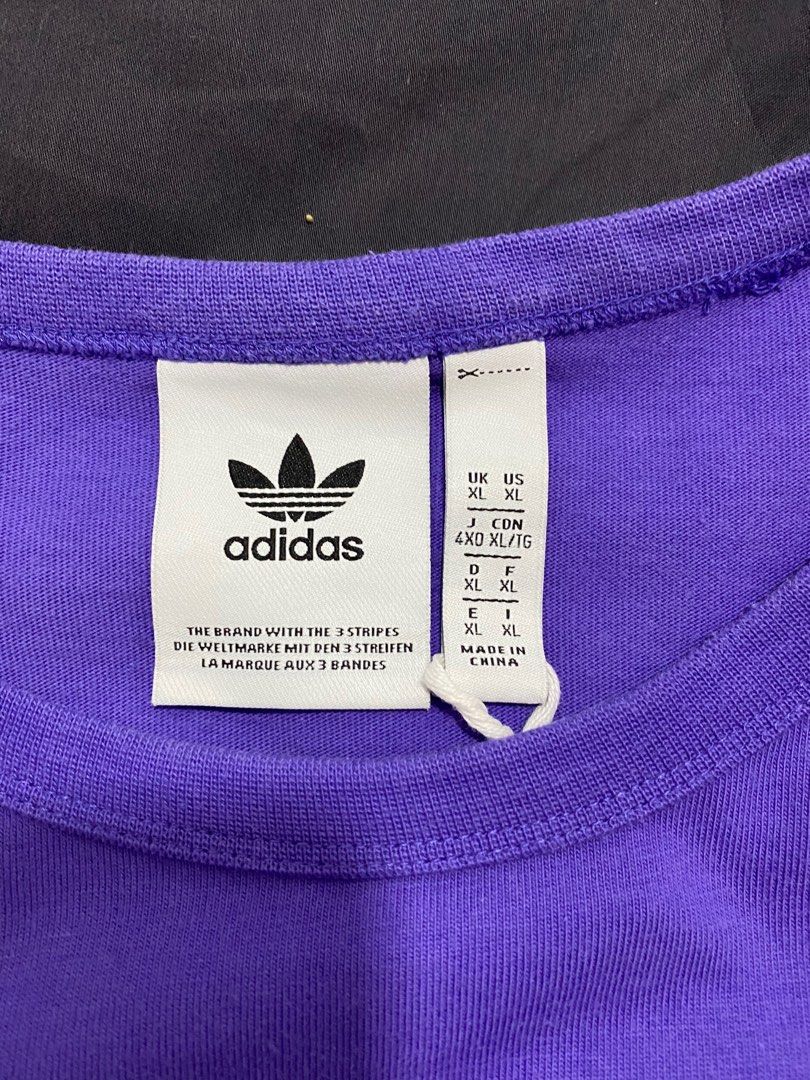 adidas
THE BRAND WITH THE 3 STRIPES
DIE WELTMARKE MIT DEN 3 STREIFEN
LA MARQUE AUX 3 BANDES
UK US
XL XL
J CDN
4XO XL/TG
D F
XL XL
E I
XL XL
MADE IN
CHINA